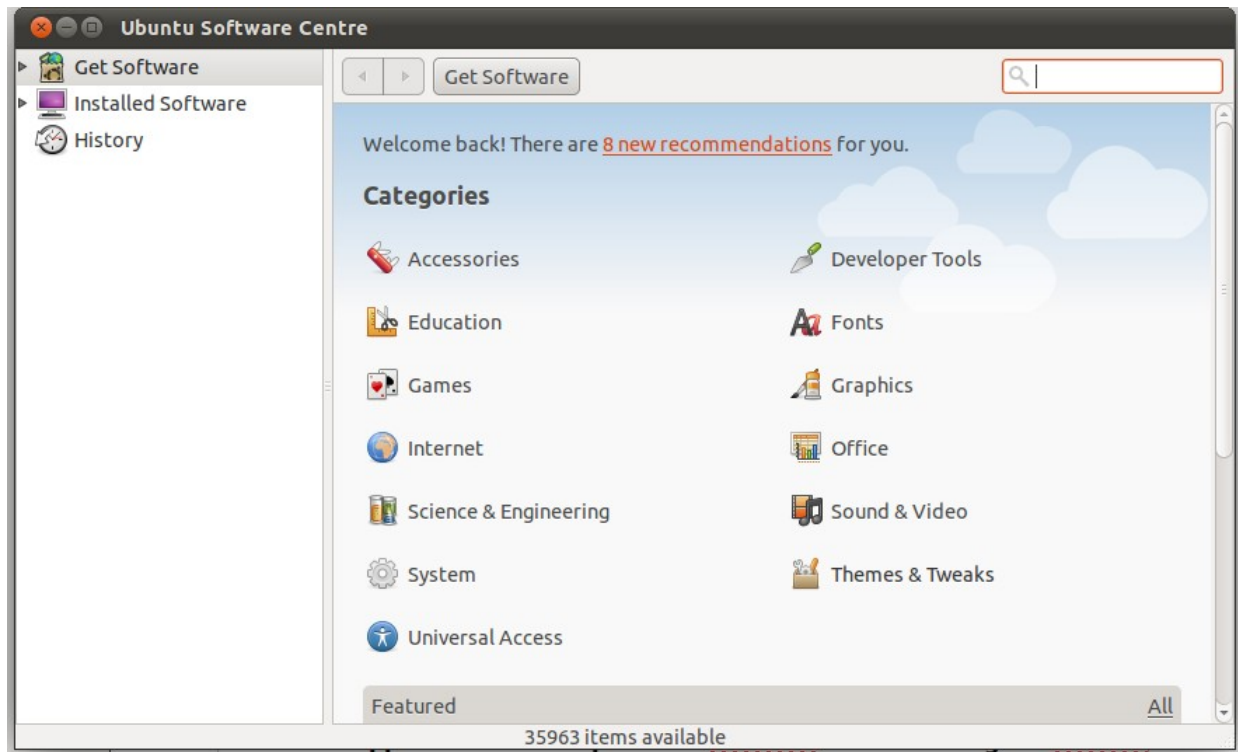 Ubuntu Software Centre
Get Software
Installed Software
History
Get Software
Welcome back! There are 8 new recommendations for you.
Categories
Accessories
Developer Tools
Education
Fonts
Games
Graphics
Internet
Office
Science & Engineering
Sound & Video
System
Themes & Tweaks
Universal Access
Featured
All
35963 items available